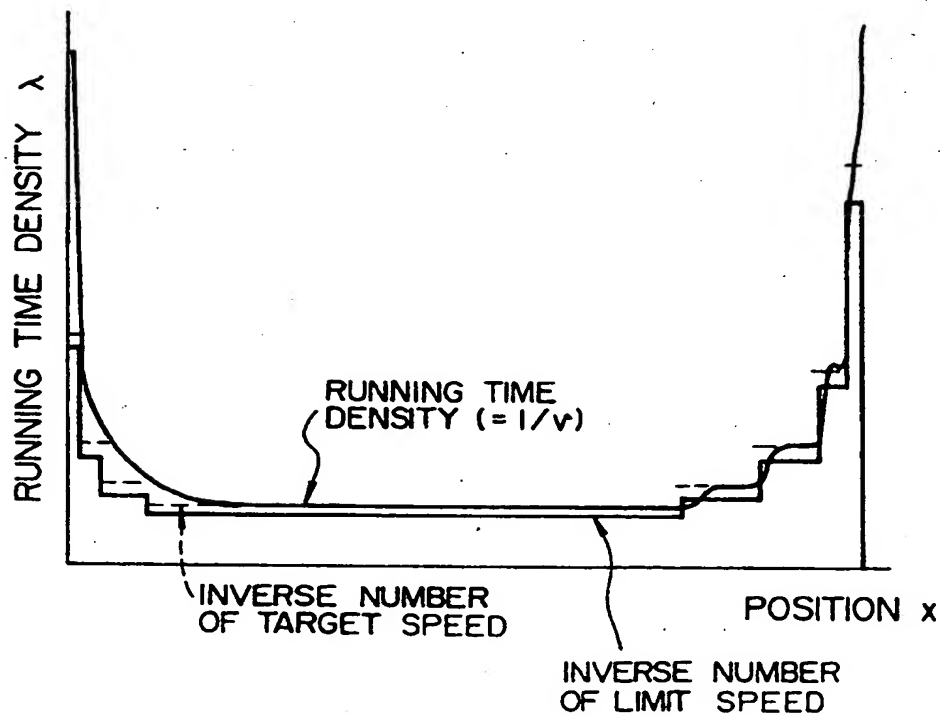 RUNNING TIME DENSITY λ
RUNNING TIME
DENSITY (= 1/v)
INVERSE NUMBER
OF TARGET SPEED
POSITION x
INVERSE NUMBER
OF LIMIT SPEED